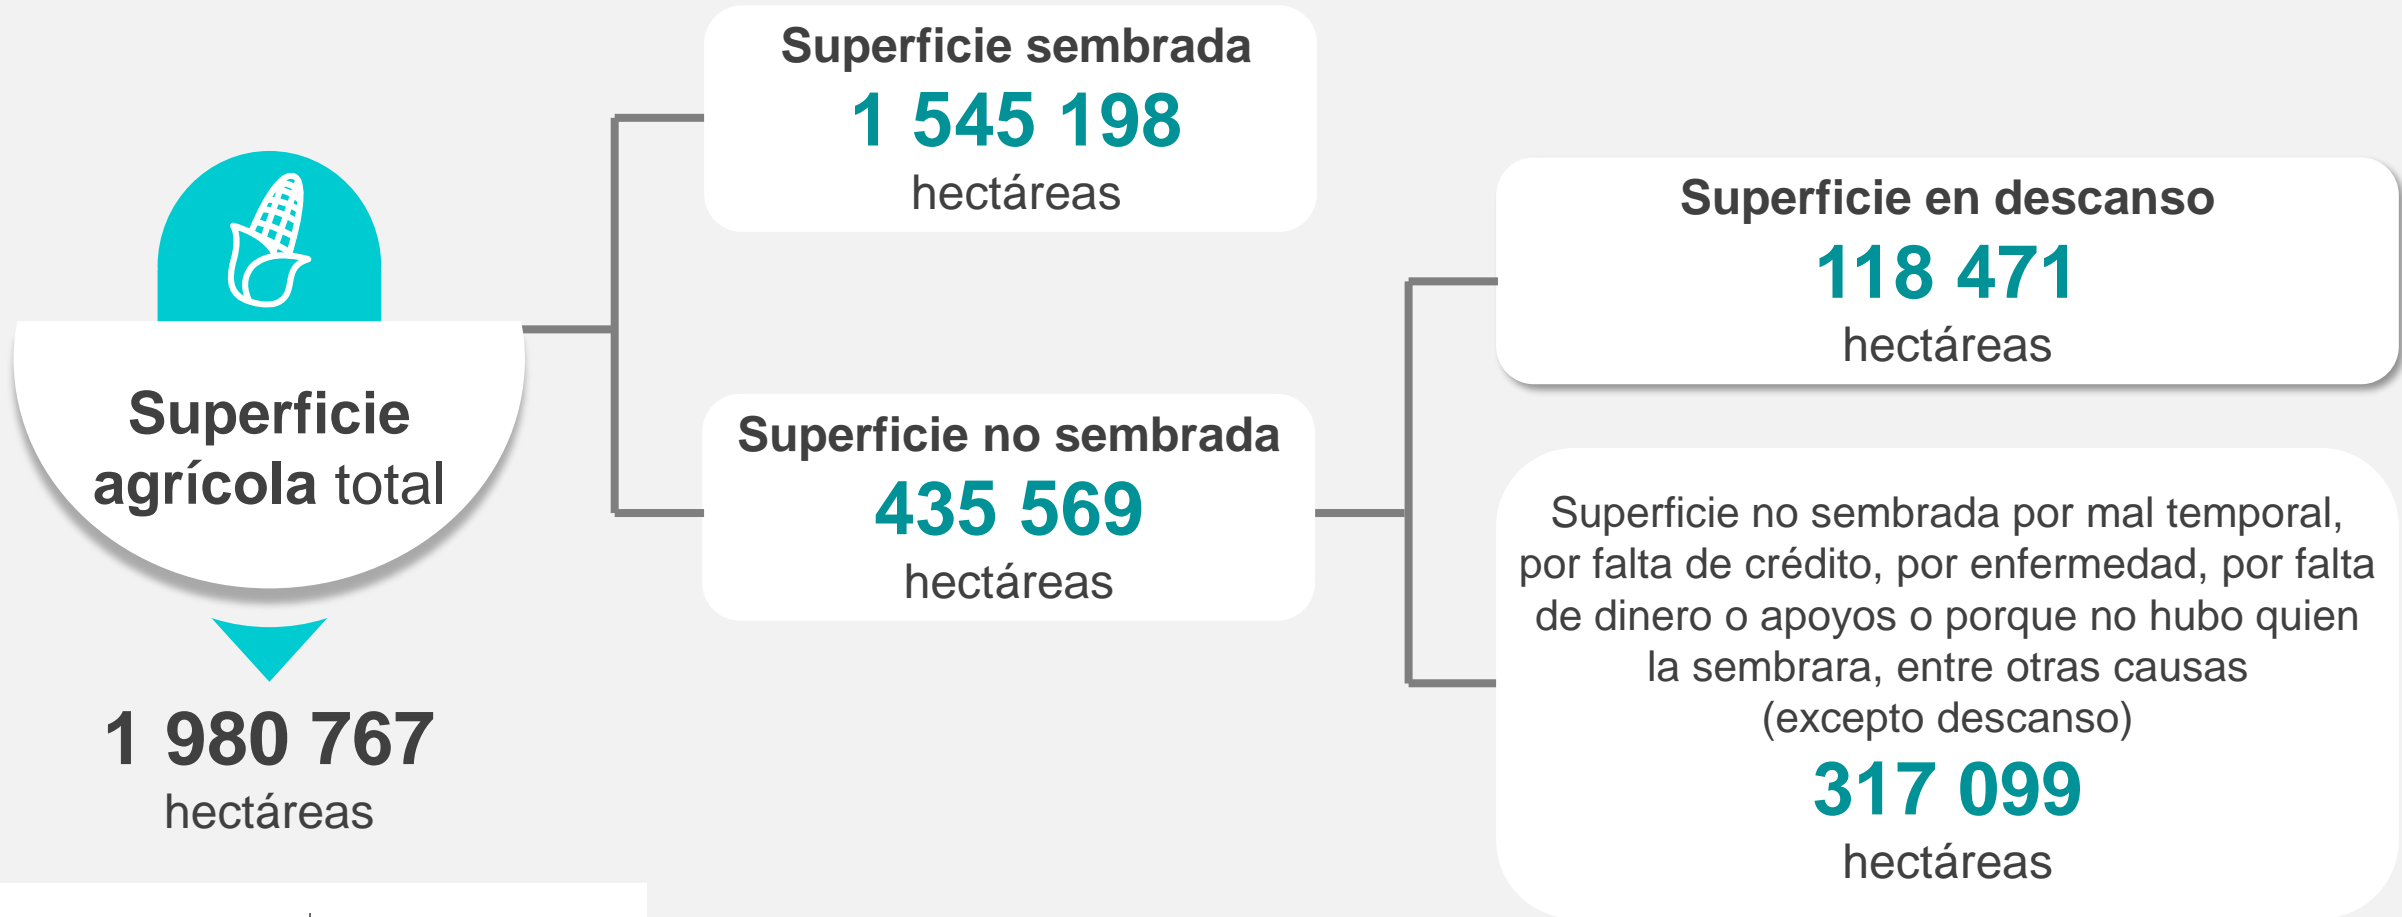 Superficie
agrícola total
1 980 767
hectáreas
Superficie sembrada
1 545 198
hectáreas
Superficie no sembrada
435 569
hectáreas
Superficie en descanso
118 471
hectáreas
Superficie no sembrada por mal temporal,
por falta de crédito, por enfermedad, por falta
de dinero o apoyos o porque no hubo quien
la sembrara, entre otras causas
(excepto descanso)
317 099
hectáreas